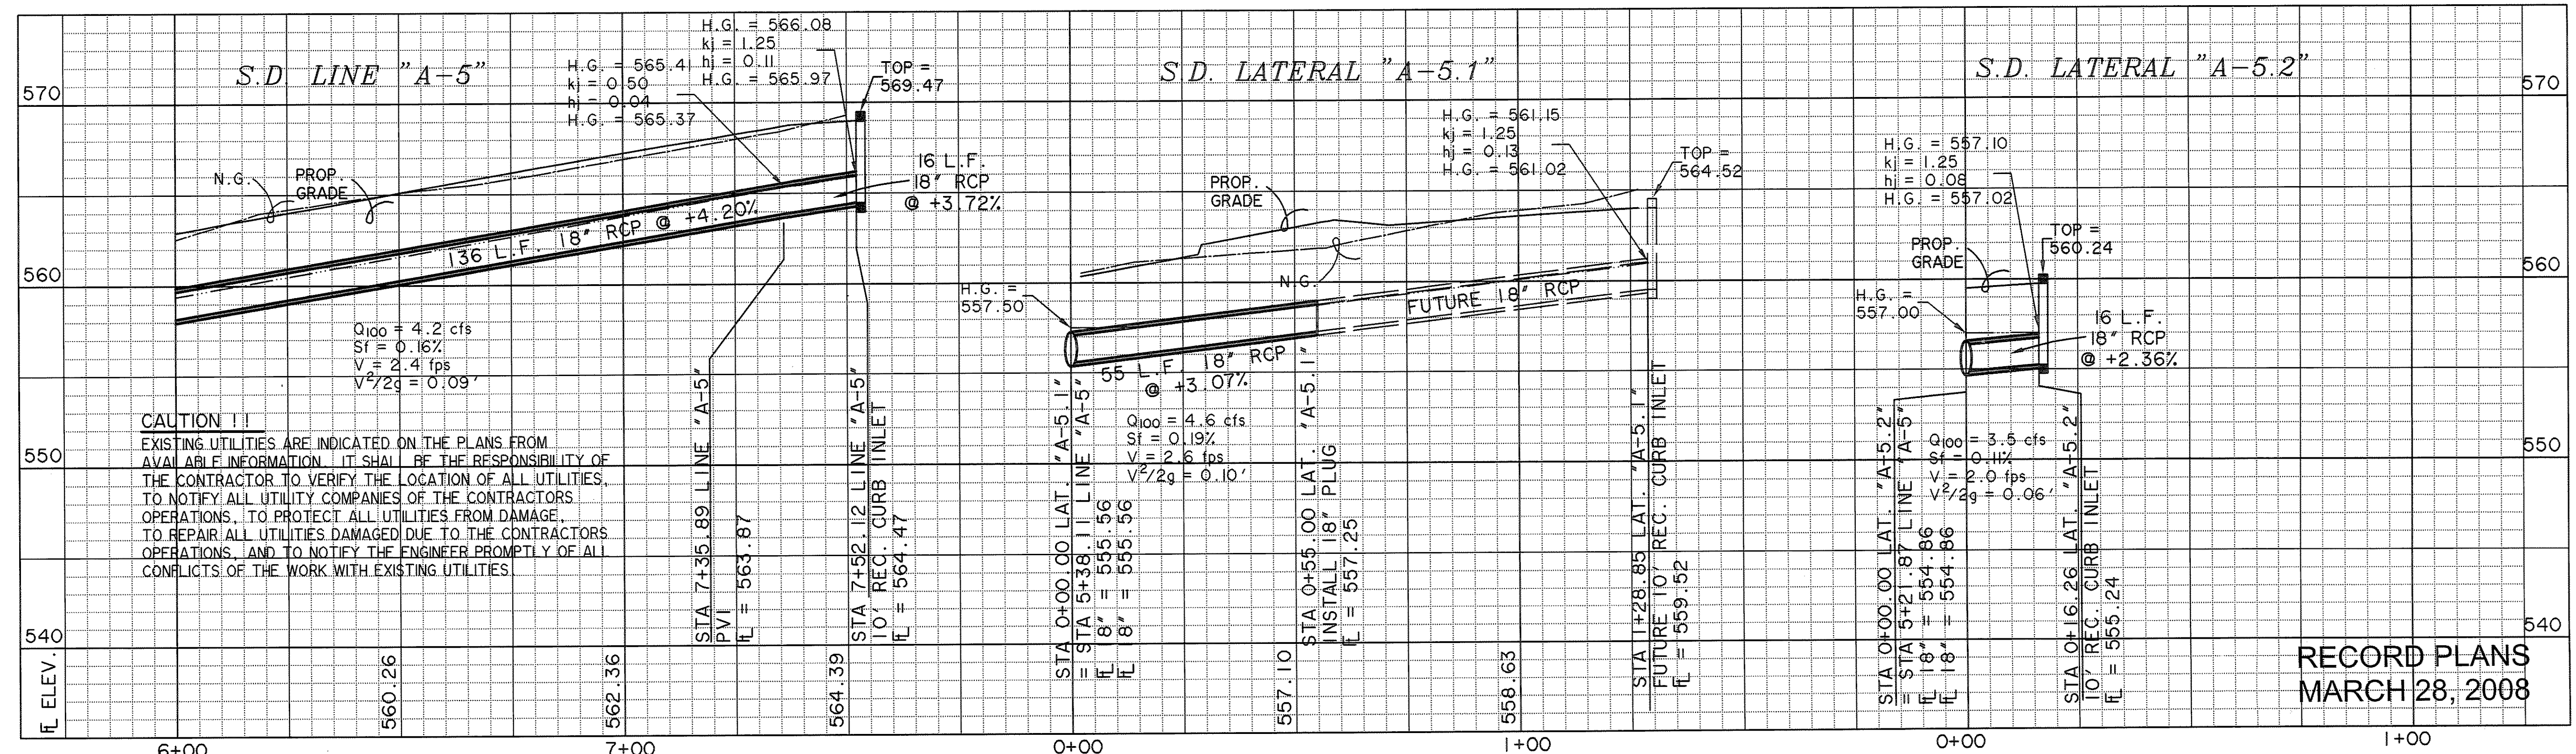 S.D. LINE "A-5"
H.G. = 565.41
kj = 0.50
hj = 0.04
H.G. = 565.37
H.G. = 566.08
kj = 1.25
hj = 0.11
H.G. = 565.97
TOP =
569.47
16 L.F.
18" RCP
@ +3.72%
N.G.
PROP.
GRADE
136 L.F. 18" RCP @ +4.20%
Q100 = 4.2 cfs
Sf = 0.16%
V = 2.4 fps
V²/2g = 0.09'
CAUTION !!
EXISTING UTILITIES ARE INDICATED ON THE PLANS FROM
AVAILABLE INFORMATION. IT SHALL BE THE RESPONSIBILITY OF
THE CONTRACTOR TO VERIFY THE LOCATION OF ALL UTILITIES,
TO NOTIFY ALL UTILITY COMPANIES OF THE CONTRACTORS
OPERATIONS, TO PROTECT ALL UTILITIES FROM DAMAGE,
TO REPAIR ALL UTILITIES DAMAGED DUE TO THE CONTRACTORS
OPERATIONS, AND TO NOTIFY THE ENGINEER PROMPTLY OF ALL
CONFLICTS OF THE WORK WITH EXISTING UTILITIES.
STA 7+35.89 LINE "A-5"
PVI
FL = 563.87
STA 7+52.12 LINE "A-5"
10' REC. CURB INLET
FL = 564.47
S.D. LATERAL "A-5.1"
H.G. = 561.15
kj = 1.25
hj = 0.13
H.G. = 561.02
TOP =
564.52
PROP.
GRADE
N.G.
H.G. =
557.50
FUTURE 18" RCP
55 L.F. 18" RCP
@ +3.07%
Q100 = 4.6 cfs
Sf = 0.19%
V = 2.6 fps
V²/2g = 0.10'
STA 0+00.00 LAT. "A-5.1"
= STA 5+38.11 LINE "A-5"
FL 18" = 555.56
FL 18" = 555.56
STA 0+55.00 LAT. "A-5.1"
INSTALL 18" PLUG
FL = 557.25
STA 1+28.85 LAT. "A-5.1"
FUTURE 10' REC. CURB INLET
FL = 559.52
S.D. LATERAL "A-5.2"
H.G. = 557.10
kj = 1.25
hj = 0.08
H.G. = 557.02
PROP.
GRADE
TOP =
560.24
H.G. =
557.00
16 L.F.
18" RCP
@ +2.36%
Q100 = 3.5 cfs
Sf = 0.11%
V = 2.0 fps
V²/2g = 0.06'
STA 0+00.00 LAT. "A-5.2"
= STA 5+21.87 LINE "A-5"
FL 18" = 554.86
FL 18" = 554.86
STA 0+16.26 LAT. "A-5.2"
10' REC. CURB INLET
FL = 555.24
570
560
550
540
570
560
550
540
FL ELEV.
560.26
562.36
564.39
557.10
558.63
RECORD PLANS
MARCH 28, 2008
6+00
7+00
0+00
1+00
0+00
1+00